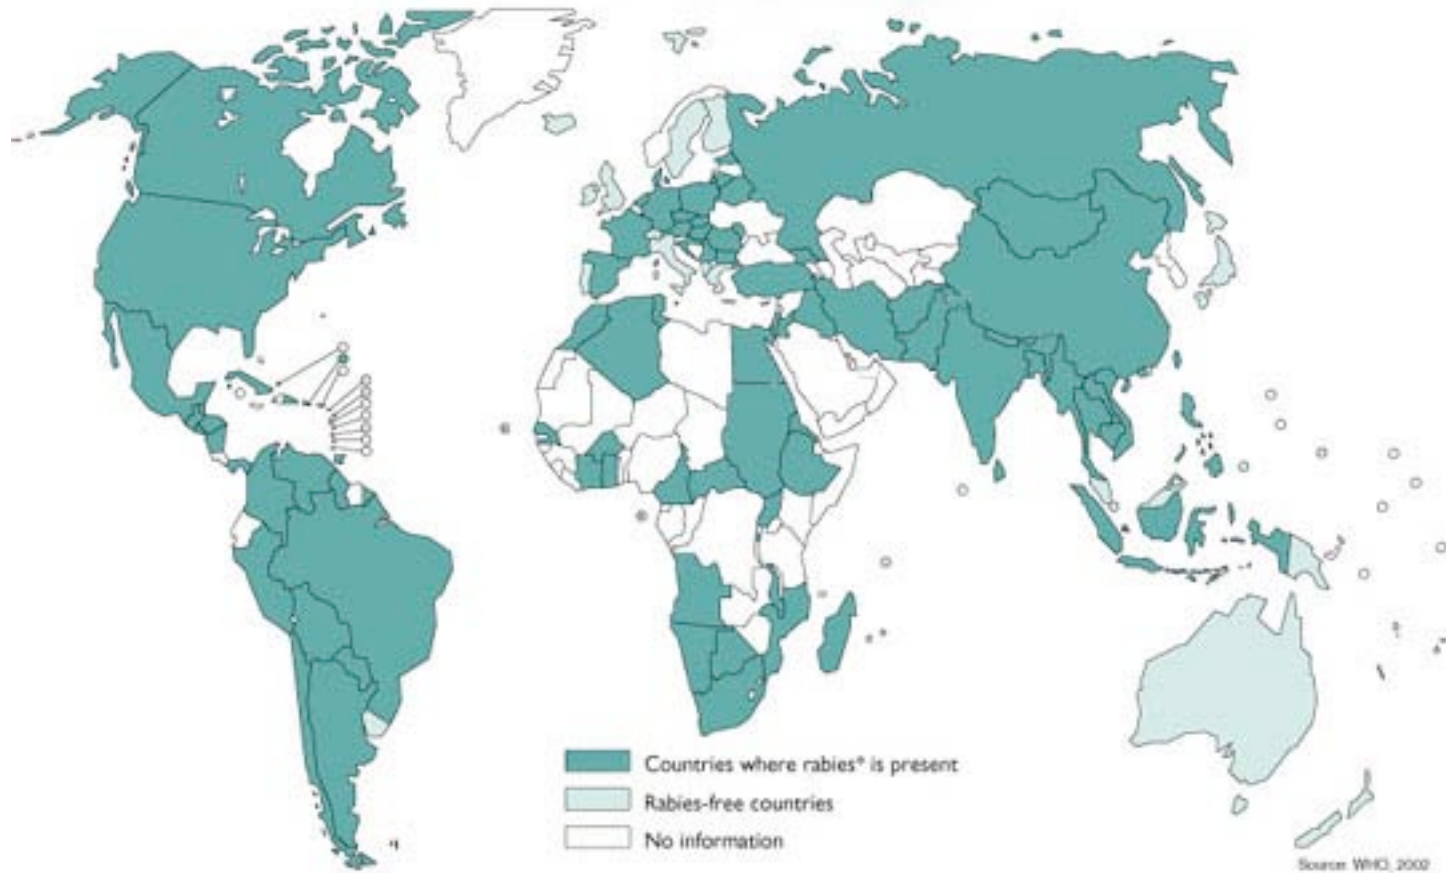 Countries where rabies* is present
Rabies-free countries
No information
Source: WHO, 2002